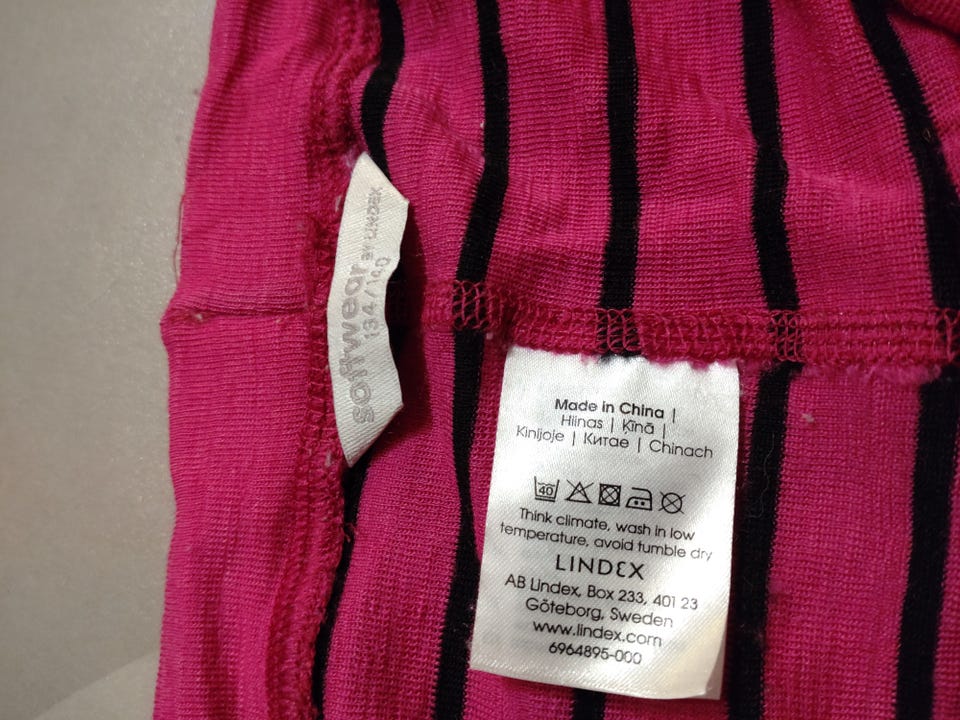 softwear BY LINDEX
134/140
Made in China |
Hiinas | Ķīnā |
Kinijoje | Китае | Chinach
40
Think climate, wash in low
temperature, avoid tumble dry
LINDEX
AB Lindex, Box 233, 401 23
Göteborg, Sweden
www.lindex.com
6964895-000